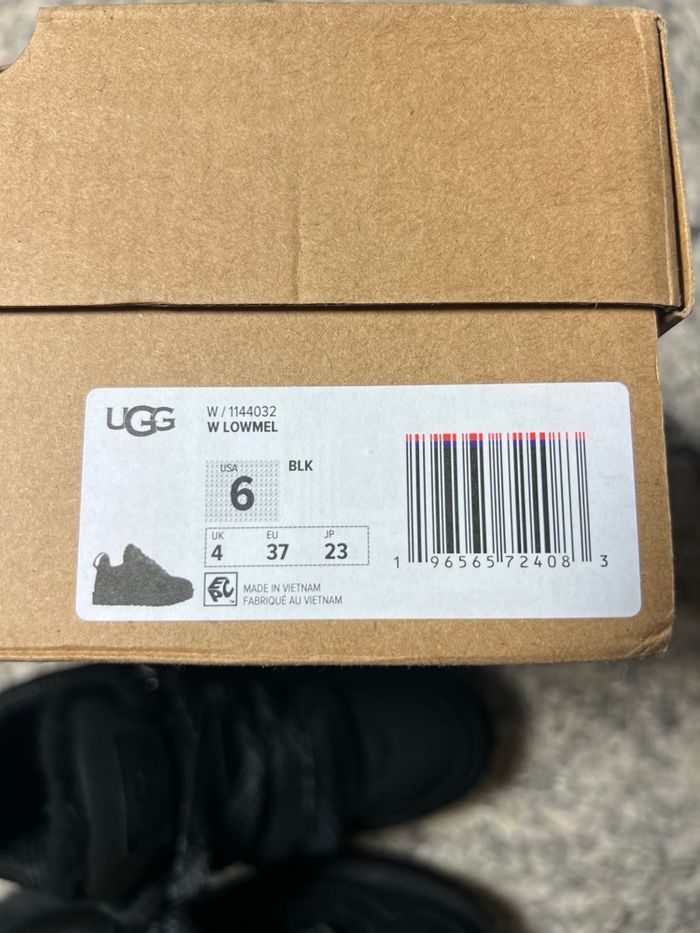 UGG
W / 1144032
W LOWMEL
USA
6
BLK
UK EU JP
4 37 23
EPC
MADE IN VIETNAM
FABRIQUÉ AU VIETNAM
1 96565 72408 3